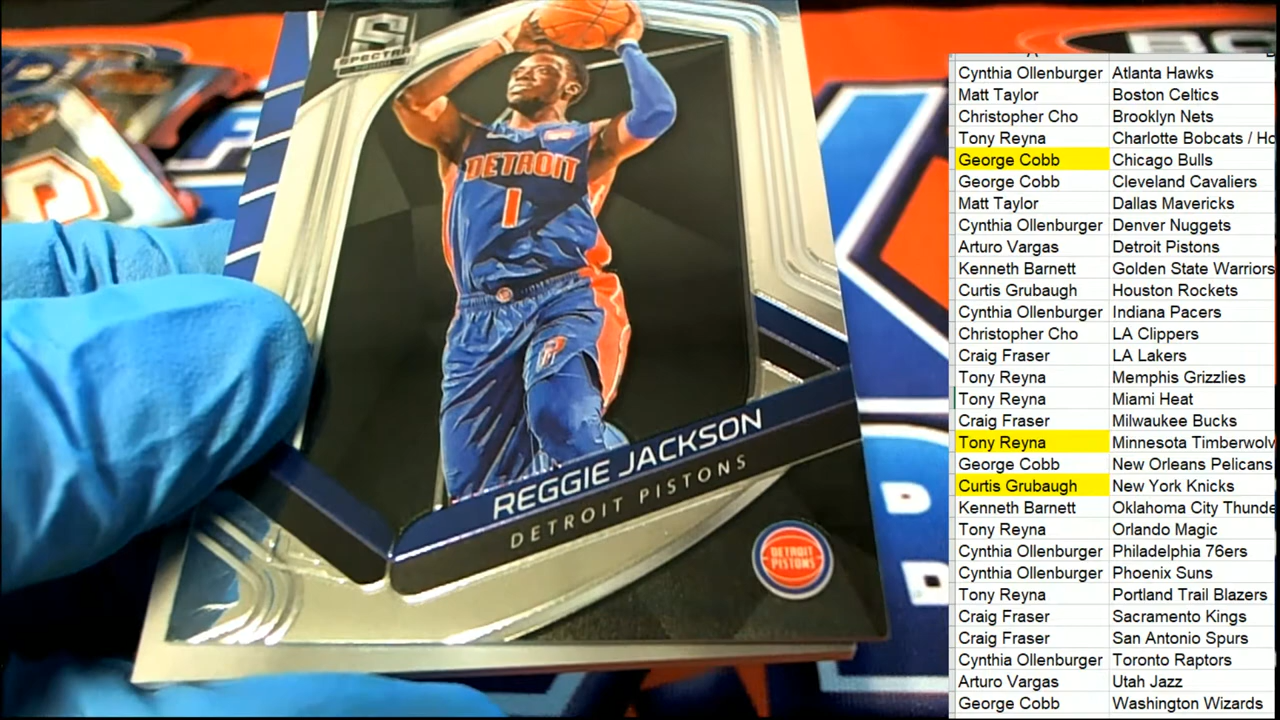 SPECTRA
DETROIT
1
REGGIE JACKSON
DETROIT PISTONS
DETROIT
PISTONS
A
Cynthia Ollenburger Atlanta Hawks
Matt Taylor Boston Celtics
Christopher Cho Brooklyn Nets
Tony Reyna Charlotte Bobcats / Ho
George Cobb Chicago Bulls
George Cobb Cleveland Cavaliers
Matt Taylor Dallas Mavericks
Cynthia Ollenburger Denver Nuggets
Arturo Vargas Detroit Pistons
Kenneth Barnett Golden State Warriors
Curtis Grubaugh Houston Rockets
Cynthia Ollenburger Indiana Pacers
Christopher Cho LA Clippers
Craig Fraser LA Lakers
Tony Reyna Memphis Grizzlies
Tony Reyna Miami Heat
Craig Fraser Milwaukee Bucks
Tony Reyna Minnesota Timberwolv
George Cobb New Orleans Pelicans
Curtis Grubaugh New York Knicks
Kenneth Barnett Oklahoma City Thunde
Tony Reyna Orlando Magic
Cynthia Ollenburger Philadelphia 76ers
Cynthia Ollenburger Phoenix Suns
Tony Reyna Portland Trail Blazers
Craig Fraser Sacramento Kings
Craig Fraser San Antonio Spurs
Cynthia Ollenburger Toronto Raptors
Arturo Vargas Utah Jazz
George Cobb Washington Wizards